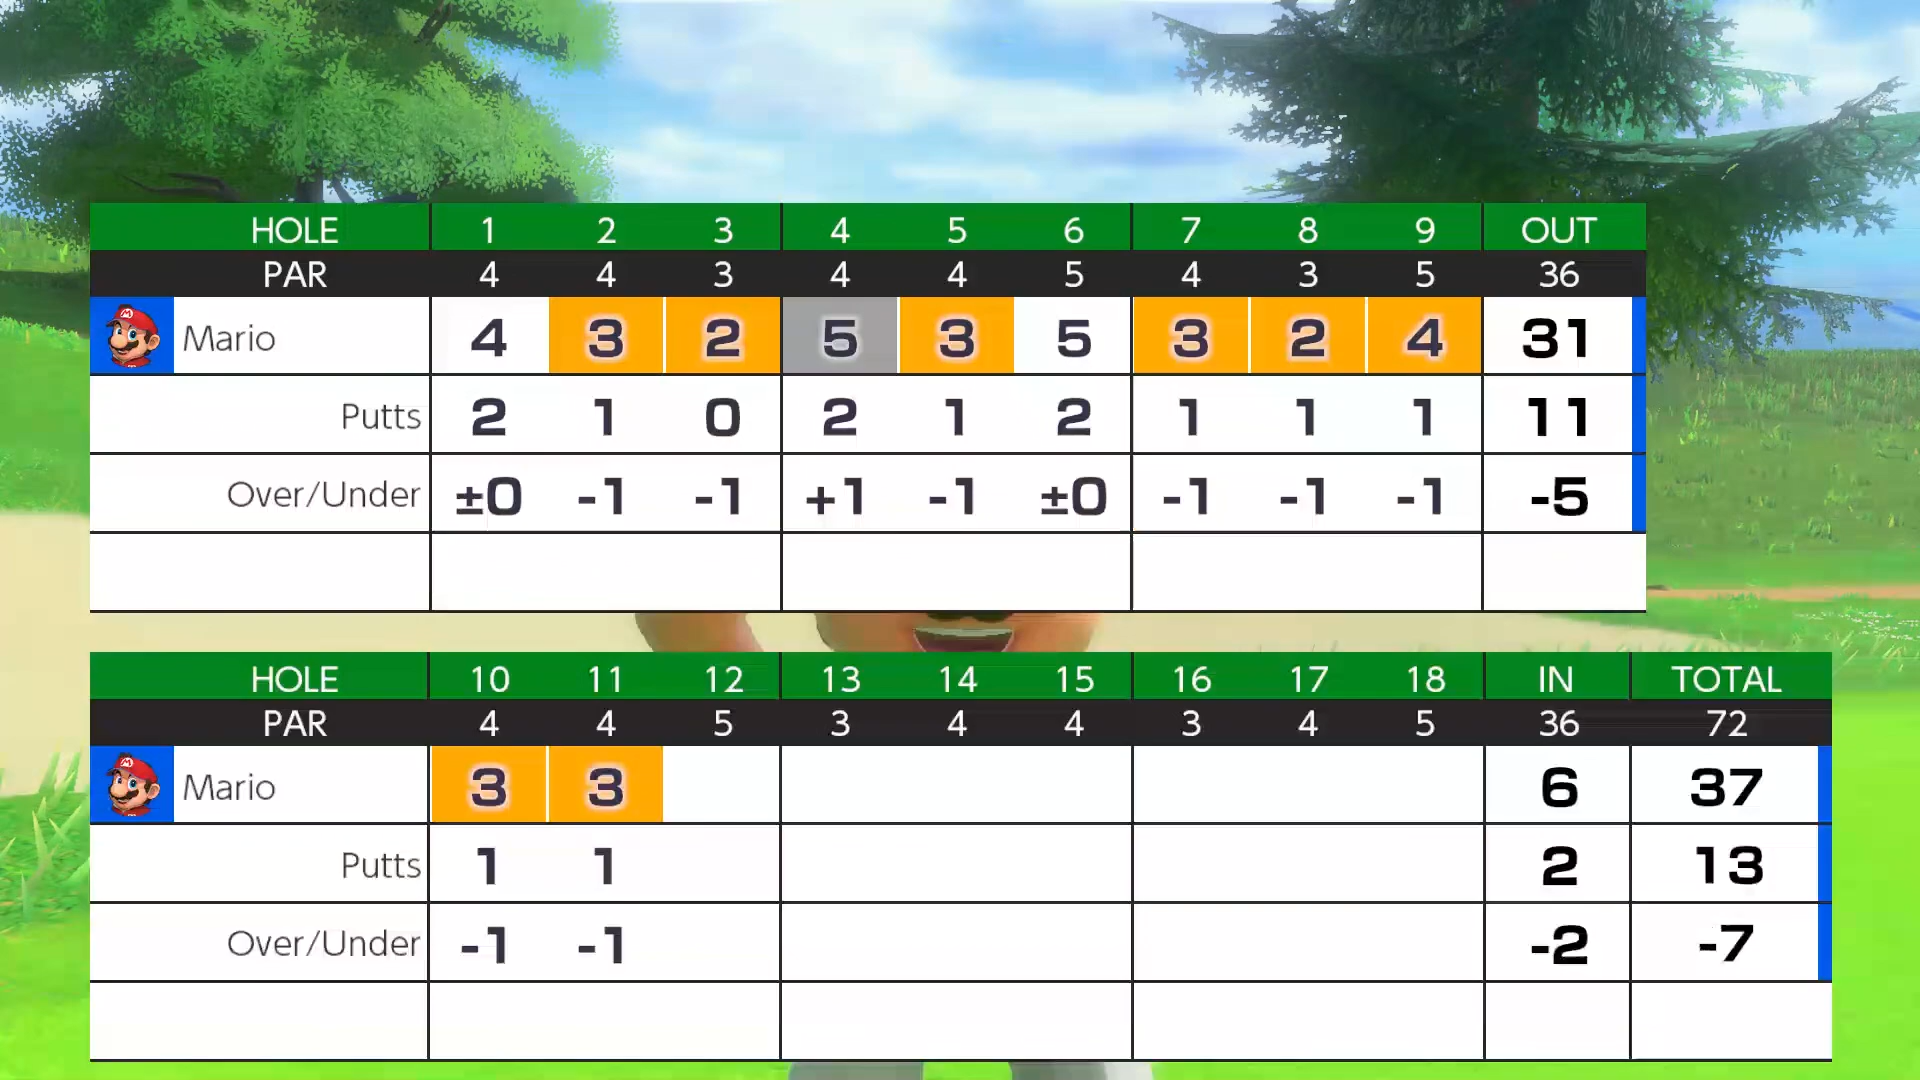 HOLE 1 2 3 4 5 6 7 8 9 OUT
PAR 4 4 3 4 4 5 4 3 5 36
Mario 4 3 2 5 3 5 3 2 4 31
Putts 2 1 0 2 1 2 1 1 1 11
Over/Under ±0 -1 -1 +1 -1 ±0 -1 -1 -1 -5
HOLE 10 11 12 13 14 15 16 17 18 IN TOTAL
PAR 4 4 5 3 4 4 3 4 5 36 72
Mario 3 3 6 37
Putts 1 1 2 13
Over/Under -1 -1 -2 -7